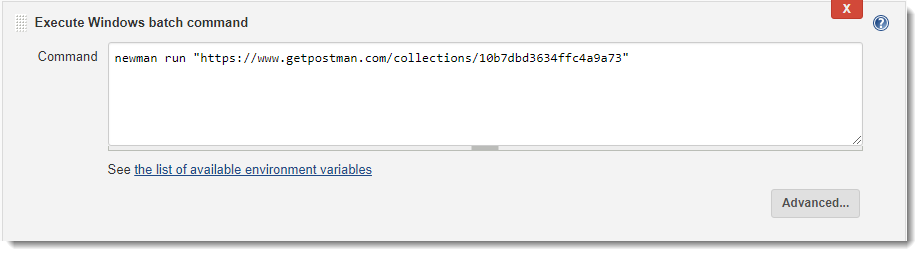 X
Execute Windows batch command
?
Command
newman run "https://www.getpostman.com/collections/10b7dbd3634ffc4a9a73"
See the list of available environment variables
Advanced...